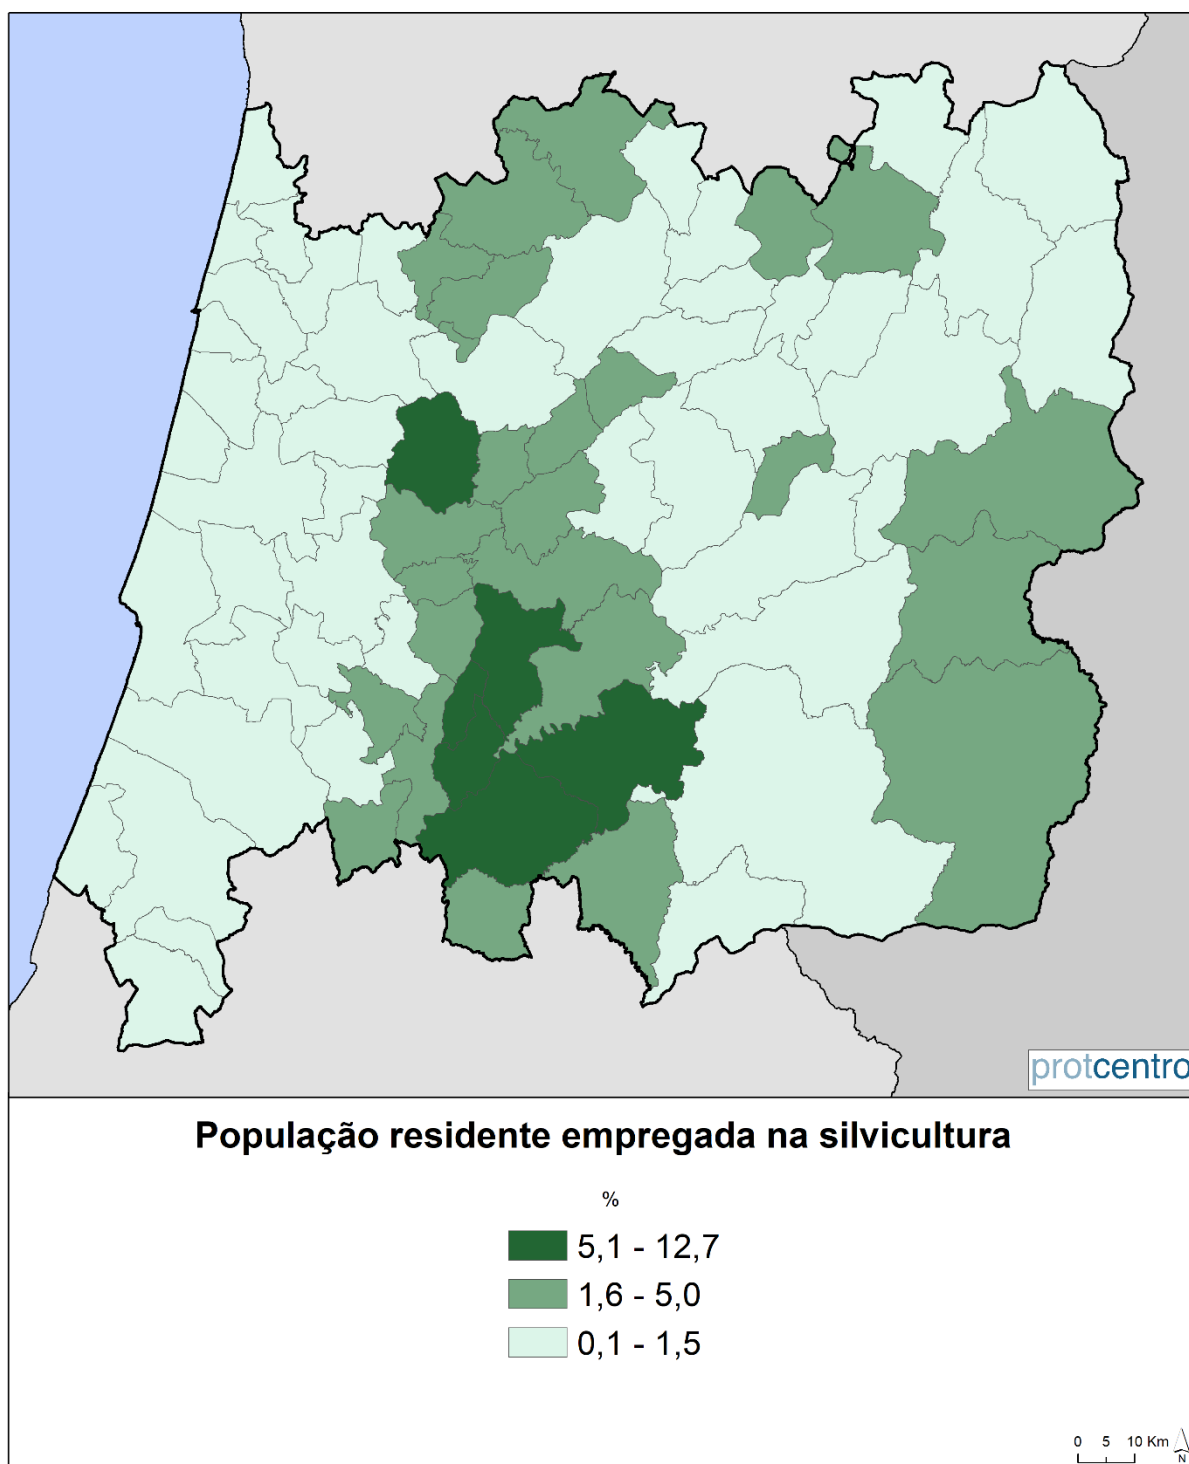 protcentro
População residente empregada na silvicultura
%
5,1 - 12,7
1,6 - 5,0
0,1 - 1,5
0 5 10 Km
N